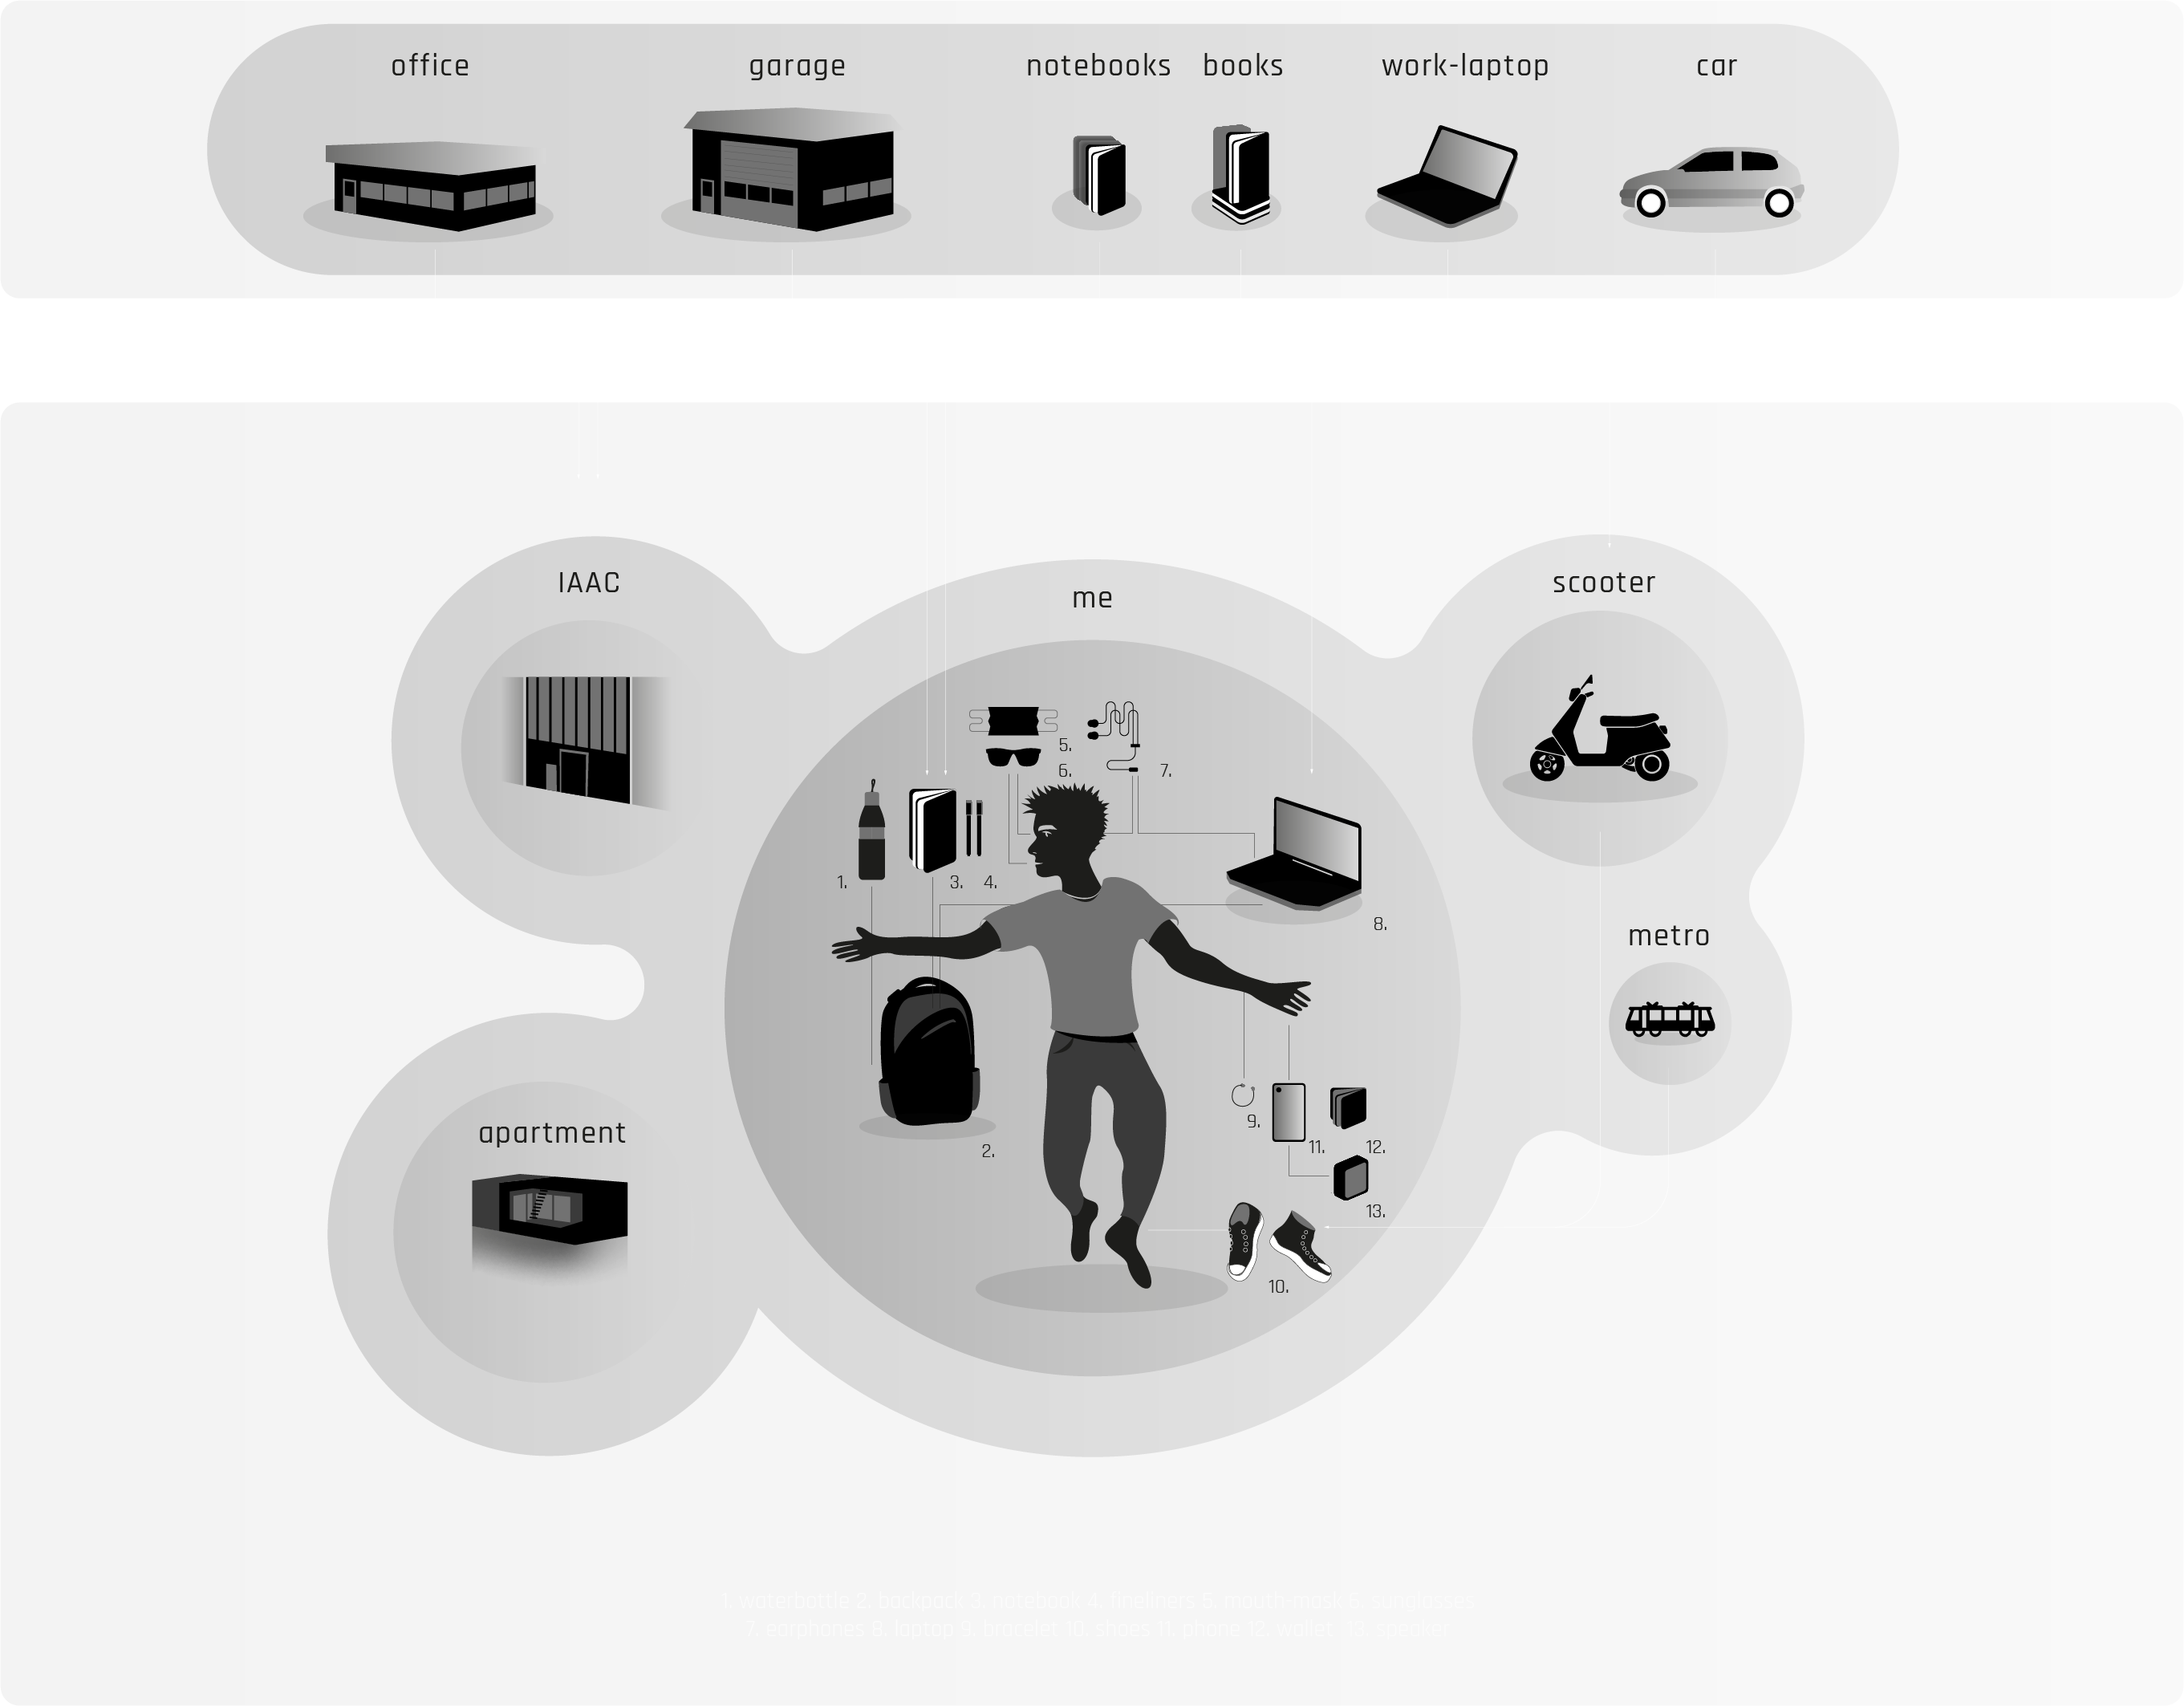 office garage notebooks books work-laptop car
IAAC
me
scooter
5.
6.
7.
1.
3.
4.
8.
metro
9.
11.
12.
apartment
2.
13.
10.
1. waterbottle 2. backpack 3. notebook 4. fineliners 5. mouth-mask 6. sunglasses
7. earphones 8. laptop 9. bracelet 10. shoes 11. phone 12. wallet 13. speaker